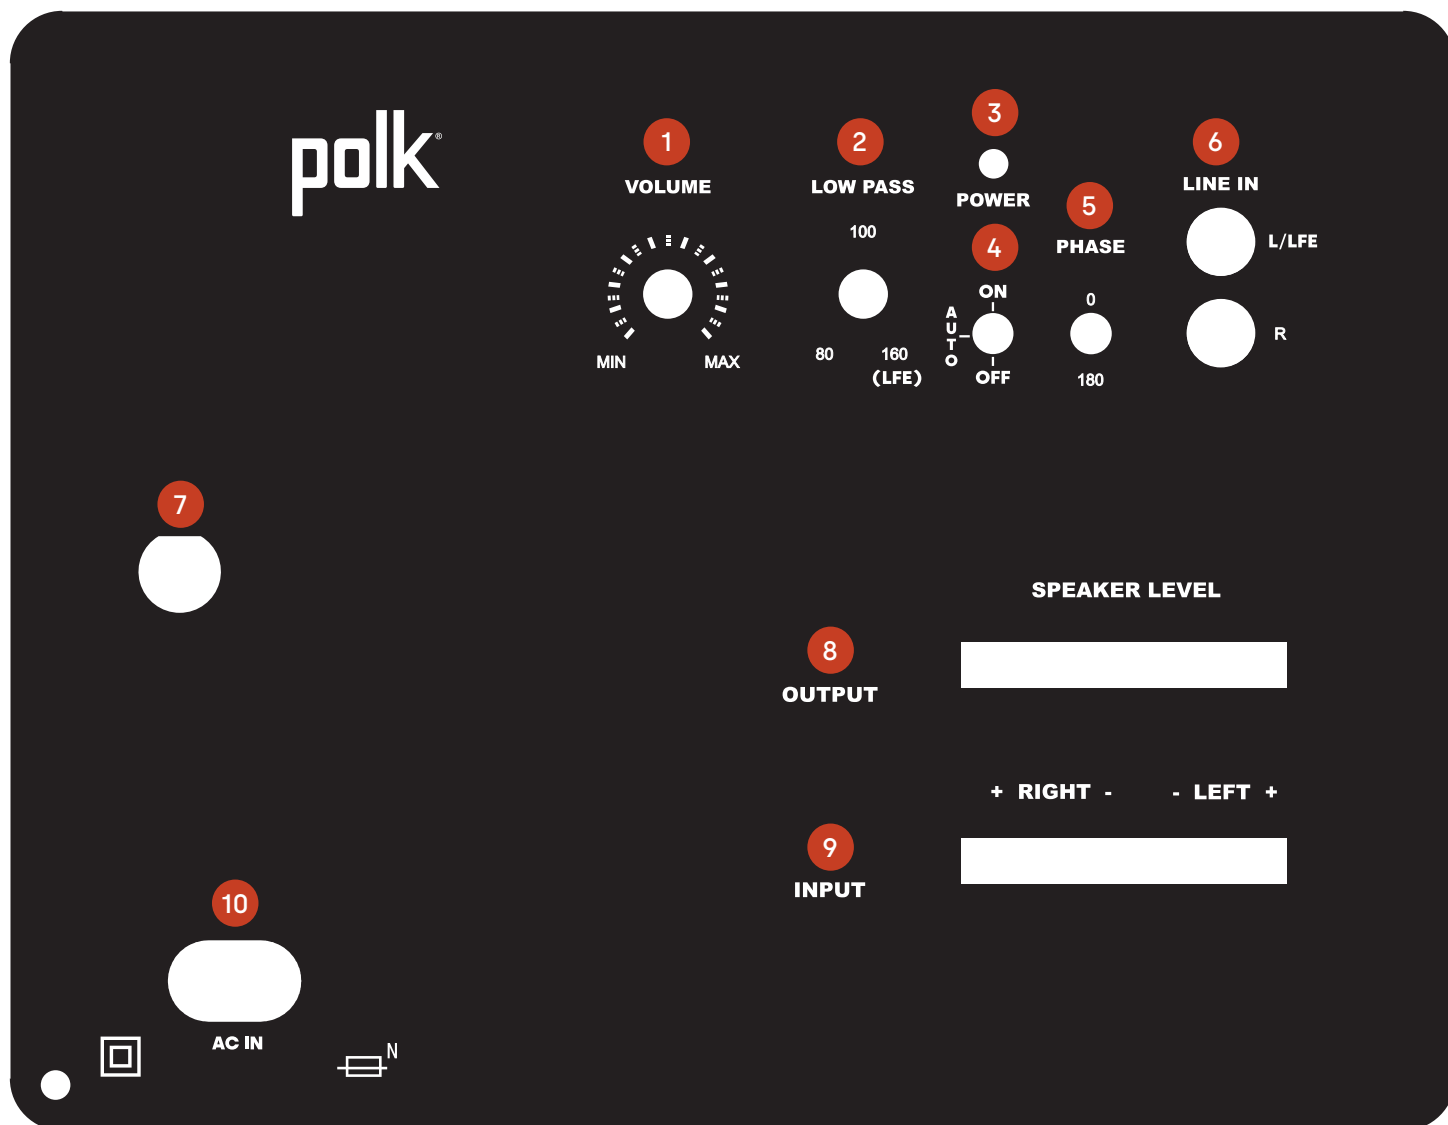 polk®
1
VOLUME
MIN MAX
2
LOW PASS
100
80 160
(LFE)
3
POWER
4
ON
AUTO
OFF
5
PHASE
0
180
6
LINE IN
L/LFE
R
7
SPEAKER LEVEL
8
OUTPUT
+ RIGHT - - LEFT +
9
INPUT
10
AC IN
N